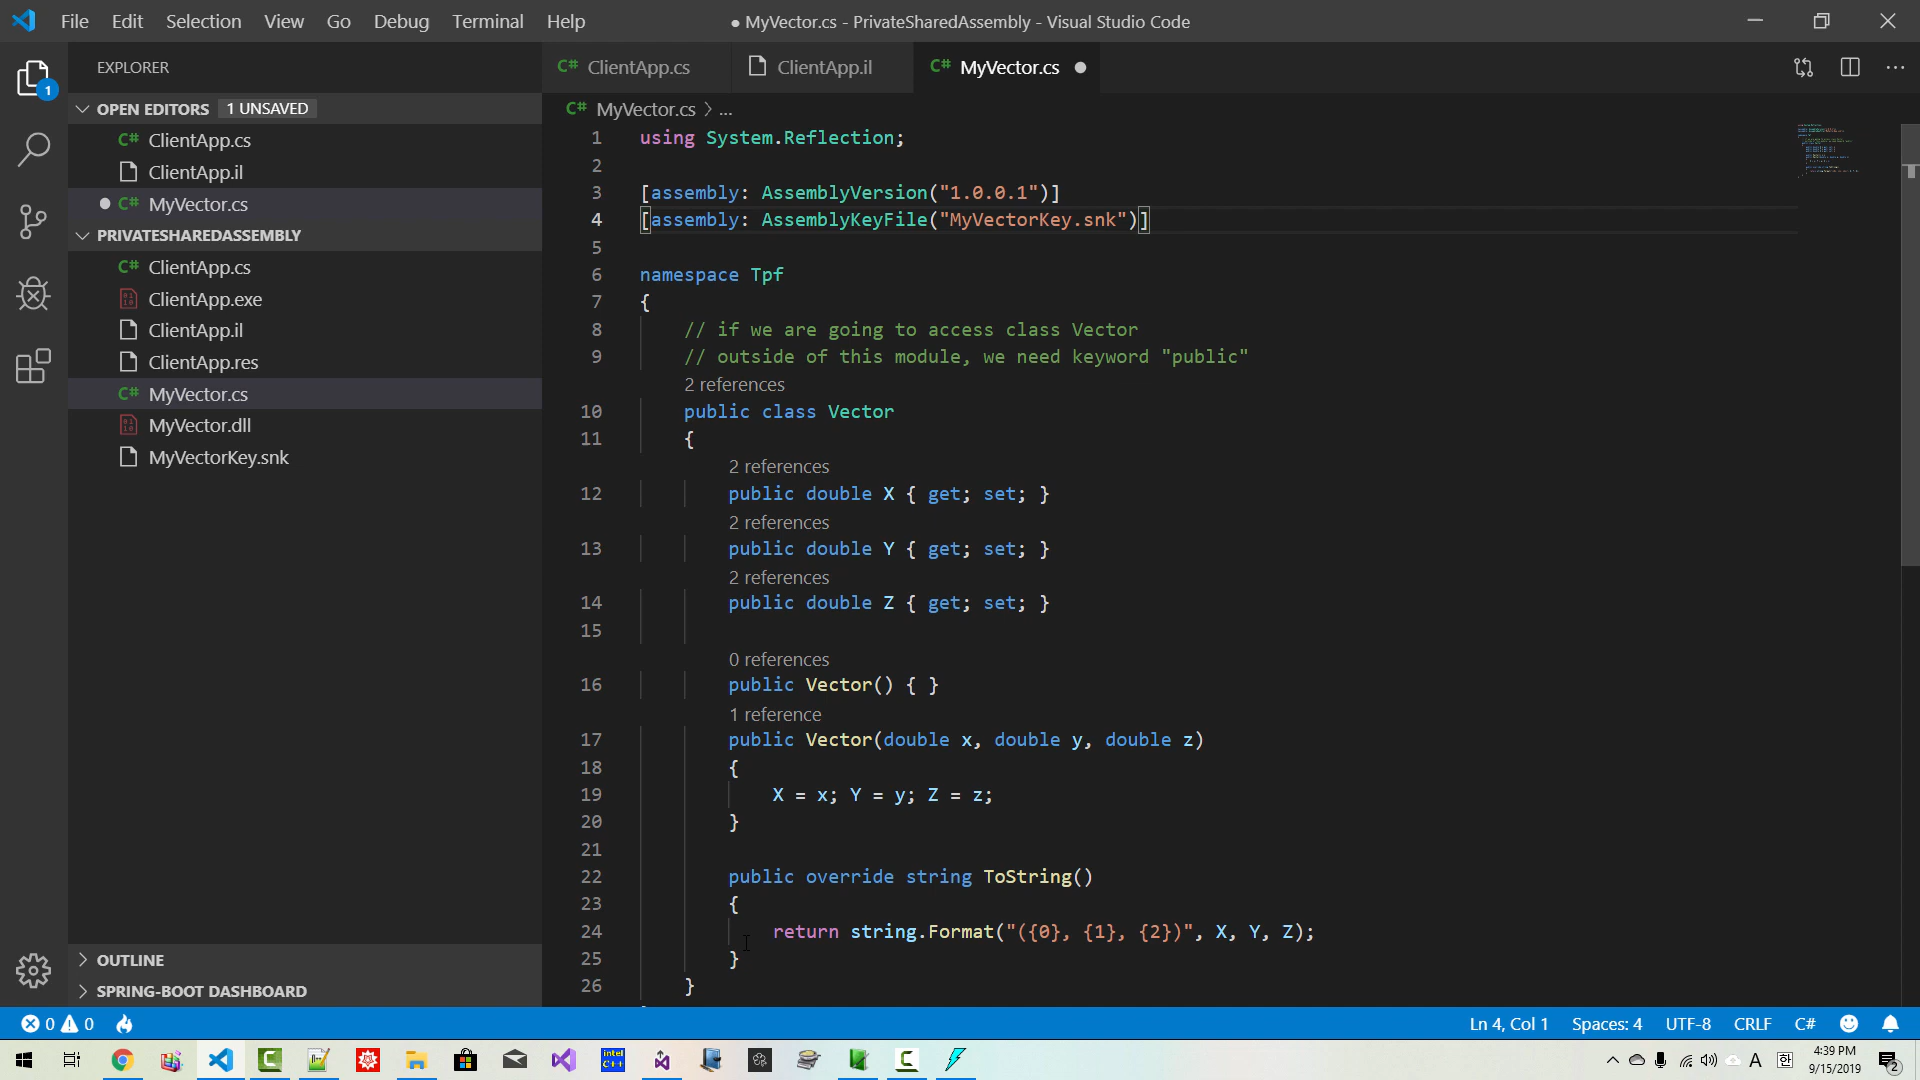 File Edit Selection View Go Debug Terminal Help
● MyVector.cs - PrivateSharedAssembly - Visual Studio Code
EXPLORER
1
OPEN EDITORS 1 UNSAVED
C# ClientApp.cs
ClientApp.il
C# MyVector.cs
PRIVATESHAREDASSEMBLY
C# ClientApp.cs
ClientApp.exe
ClientApp.il
ClientApp.res
C# MyVector.cs
MyVector.dll
MyVectorKey.snk
OUTLINE
SPRING-BOOT DASHBOARD
C# ClientApp.cs ClientApp.il C# MyVector.cs ●
C# MyVector.cs > ...
1 using System.Reflection;
2
3 [assembly: AssemblyVersion("1.0.0.1")]
4 [assembly: AssemblyKeyFile("MyVectorKey.snk")]
5
6 namespace Tpf
7 {
8 // if we are going to access class Vector
9 // outside of this module, we need keyword "public"
2 references
10 public class Vector
11 {
2 references
12 public double X { get; set; }
2 references
13 public double Y { get; set; }
2 references
14 public double Z { get; set; }
15
0 references
16 public Vector() { }
1 reference
17 public Vector(double x, double y, double z)
18 {
19 X = x; Y = y; Z = z;
20 }
21
22 public override string ToString()
23 {
24 return string.Format("({0}, {1}, {2})", X, Y, Z);
25 }
26 }
0 0 Ln 4, Col 1 Spaces: 4 UTF-8 CRLF C#
intel C++
A 한
4:39 PM
9/15/2019
2